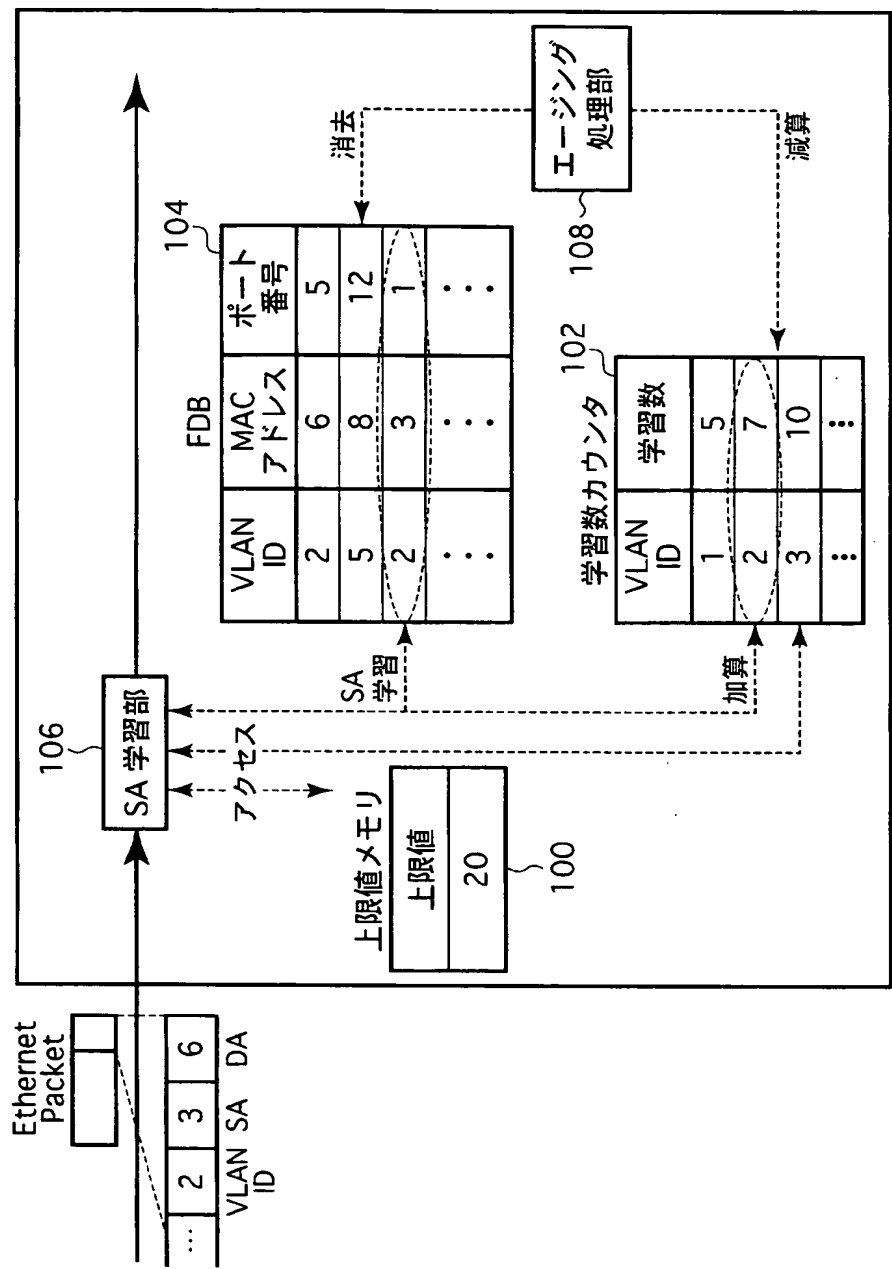 Ethernet
Packet
… 2 3 6
VLAN SA DA
ID
106
SA 学習部
アクセス
SA
学習
加算
上限値メモリ
上限値
20
100
FDB
104
VLAN ID MAC アドレス ポート 番号
2 6 5
5 8 12
2 3 1
⋮ ⋮ ⋮
消去
エージング
処理部
108
減算
学習数カウンタ
102
VLAN ID 学習数
1 5
2 7
3 10
⋮ ⋮